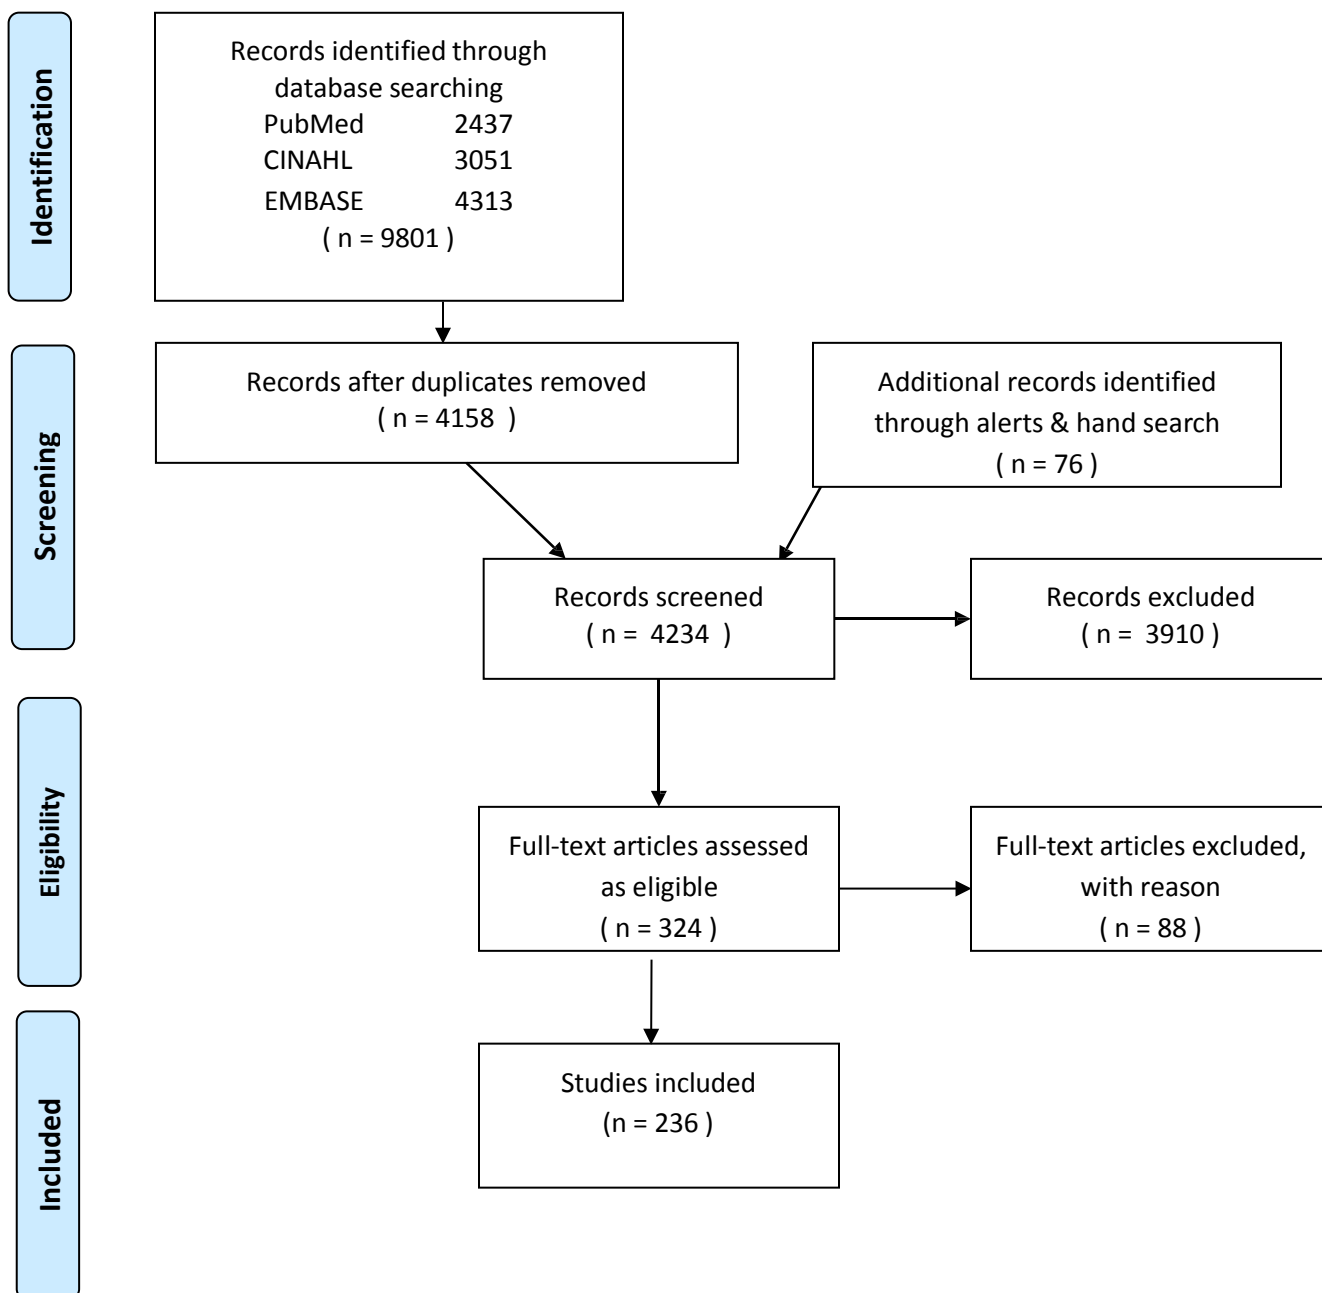 Identification
Records identified through
database searching
PubMed 2437
CINAHL 3051
EMBASE 4313
( n = 9801 )
Screening
Records after duplicates removed
( n = 4158 )
Additional records identified
through alerts & hand search
( n = 76 )
Records screened
( n = 4234 )
Records excluded
( n = 3910 )
Eligibility
Full-text articles assessed
as eligible
( n = 324 )
Full-text articles excluded,
with reason
( n = 88 )
Included
Studies included
(n = 236 )